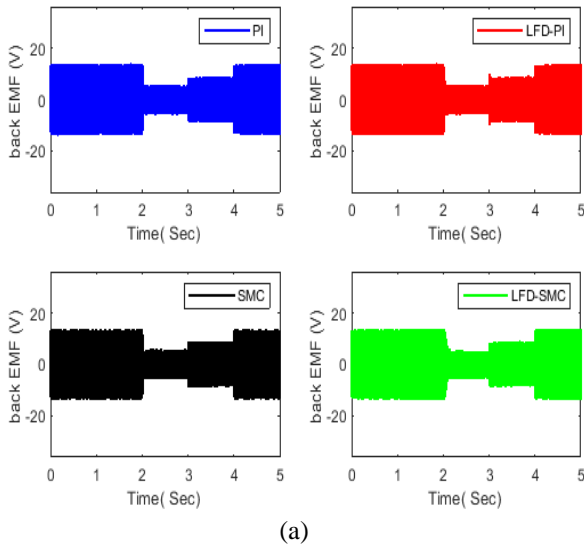 PI
back EMF (V)
20
0
-20
0 1 2 3 4 5
Time( Sec)
LFD-PI
back EMF (V)
20
0
-20
0 1 2 3 4 5
Time( Sec)
SMC
back EMF (V)
20
0
-20
0 1 2 3 4 5
Time( Sec)
LFD-SMC
back EMF (V)
20
0
-20
0 1 2 3 4 5
Time( Sec)
(a)